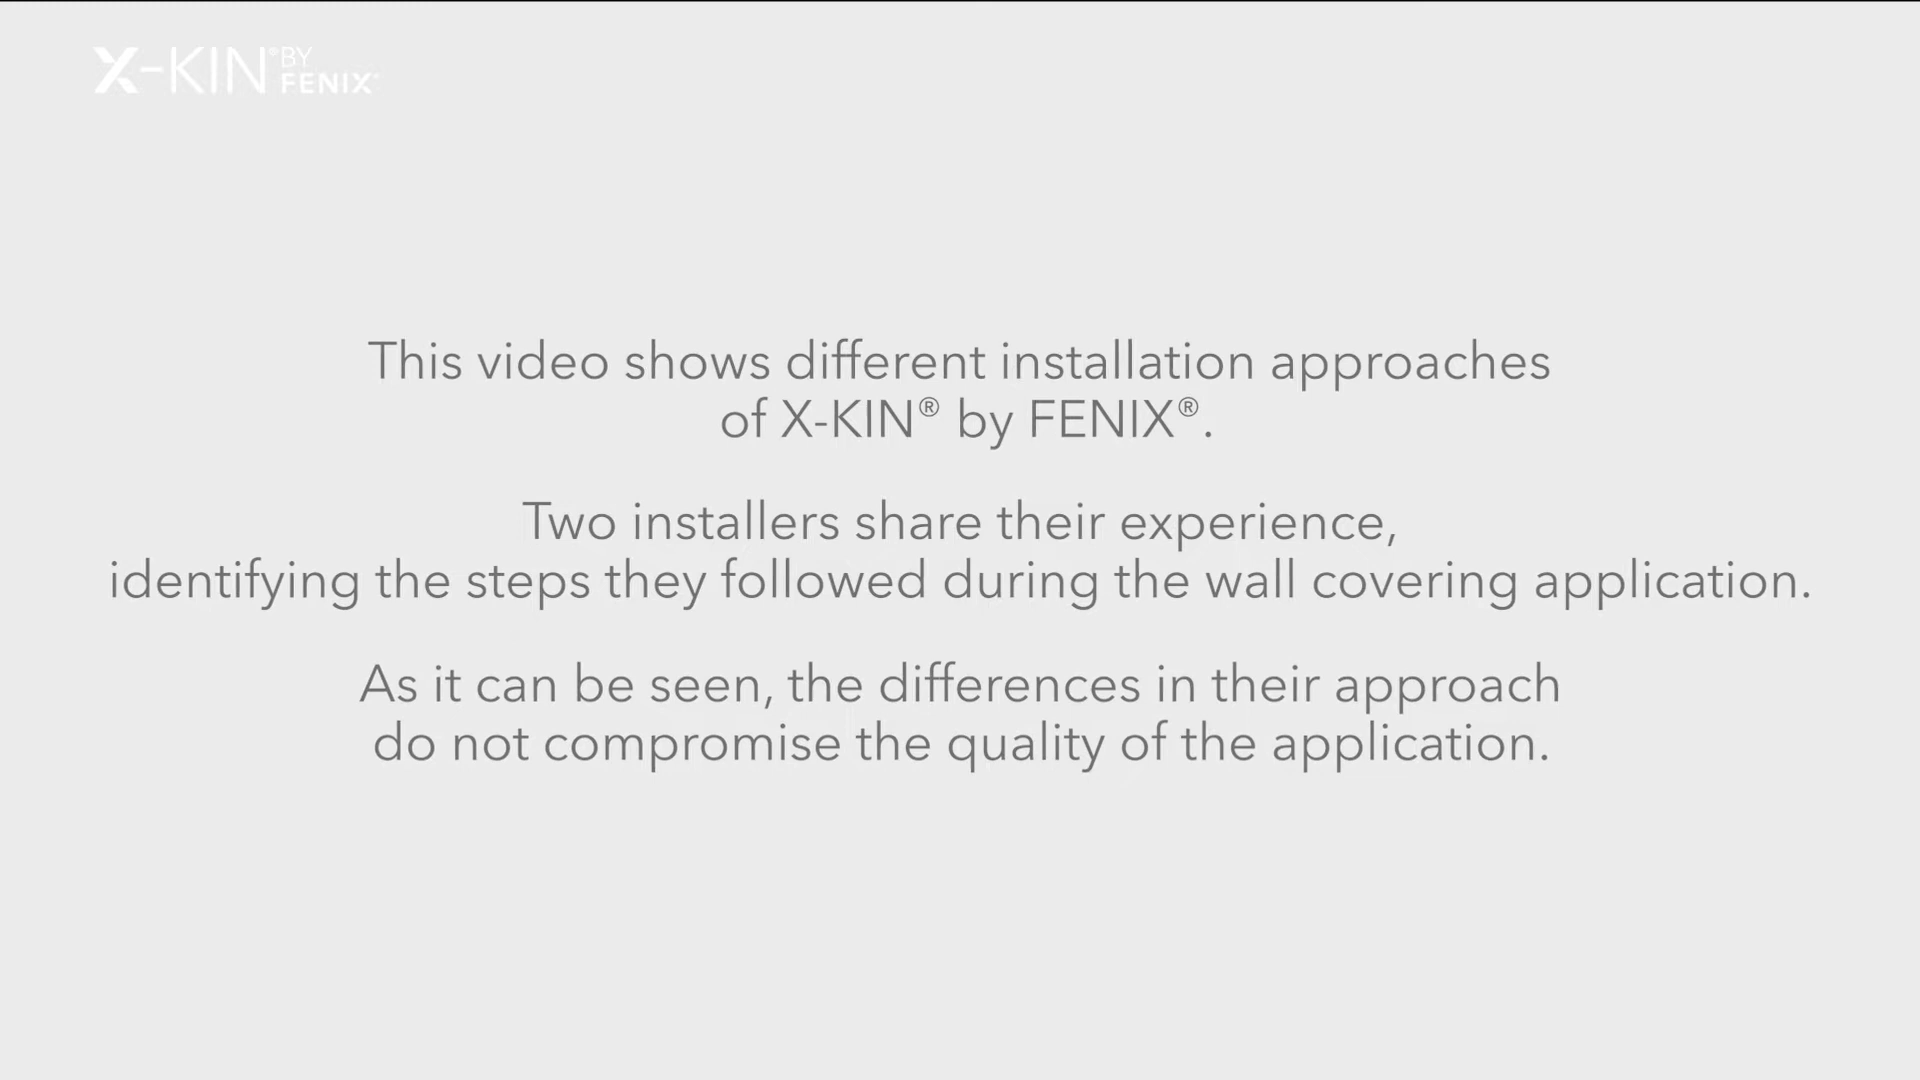 X-KIN® BY
FENIX®
This video shows different installation approaches
of X-KIN® by FENIX®.
Two installers share their experience,
identifying the steps they followed during the wall covering application.
As it can be seen, the differences in their approach
do not compromise the quality of the application.